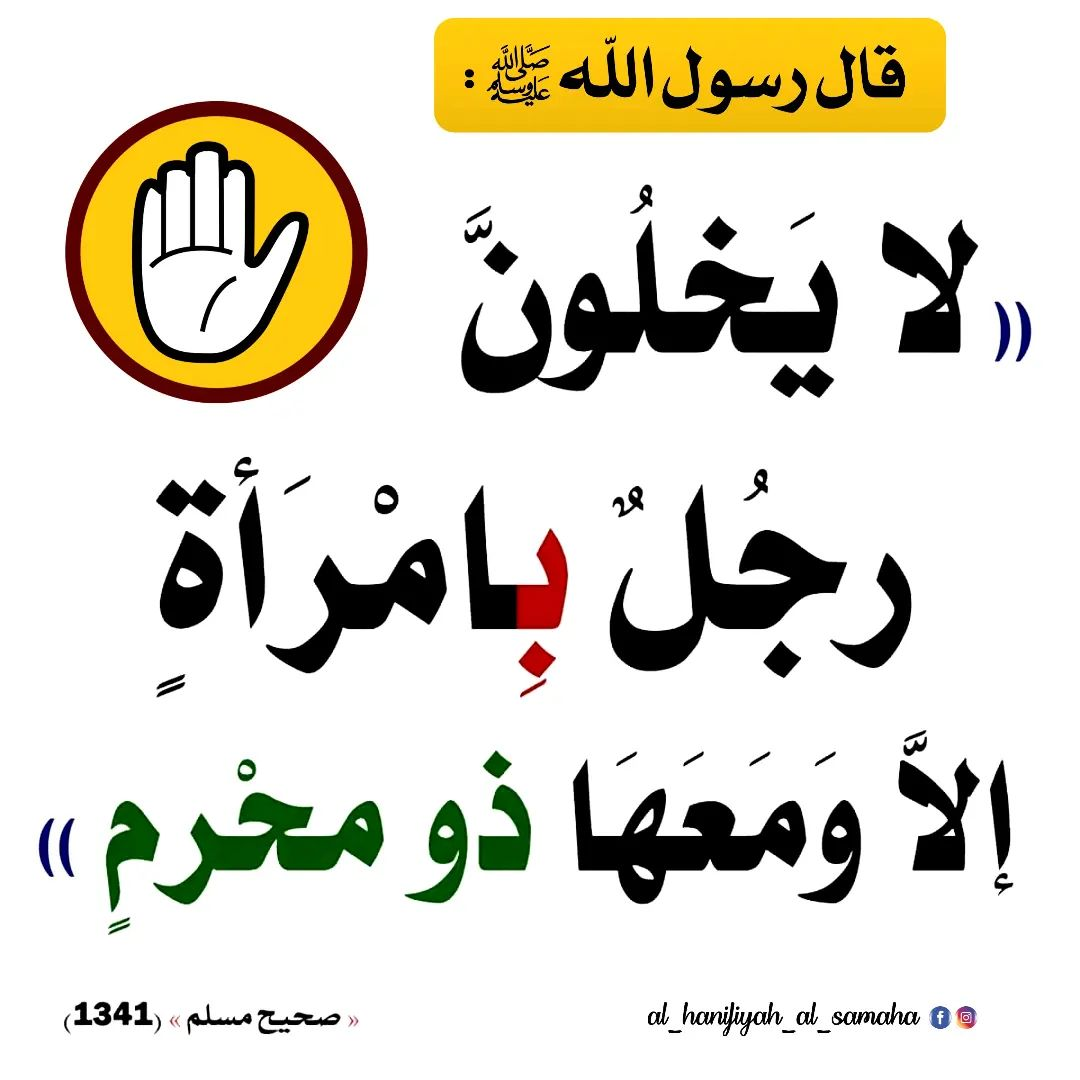 قال رسول الله ﷺ :
(( لا يَخلُونَّ
رجُلٌ بِامْرَأَةٍ
إلاَّ وَمَعَهَا ذو محْرمٍ ))
« صحيح مسلم » (1341)
al_hanifiyah_al_samaha